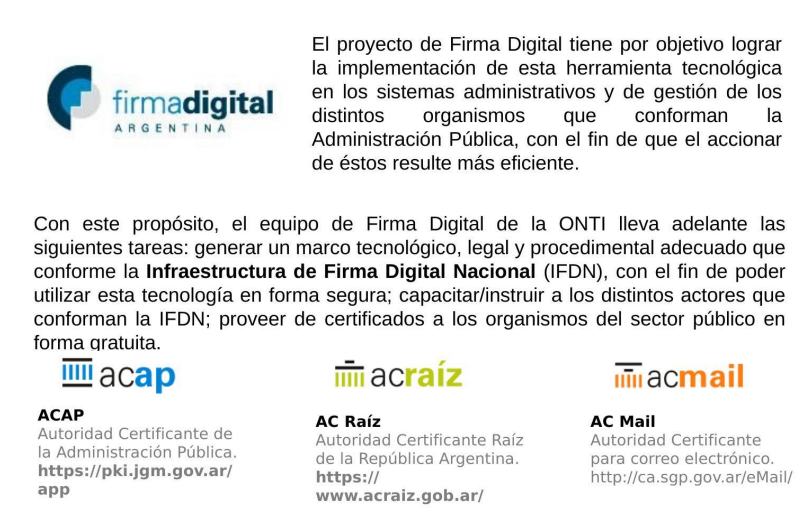 El proyecto de Firma Digital tiene por objetivo lograr
la implementación de esta herramienta tecnológica
en los sistemas administrativos y de gestión de los
distintos organismos que conforman la
Administración Pública, con el fin de que el accionar
de éstos resulte más eficiente.
firmadigital
ARGENTINA
Con este propósito, el equipo de Firma Digital de la ONTI lleva adelante las
siguientes tareas: generar un marco tecnológico, legal y procedimental adecuado que
conforme la Infraestructura de Firma Digital Nacional (IFDN), con el fin de poder
utilizar esta tecnología en forma segura; capacitar/instruir a los distintos actores que
conforman la IFDN; proveer de certificados a los organismos del sector público en
forma gratuita.
acap
ACAP
Autoridad Certificante de
la Administración Pública.
https://pki.jgm.gov.ar/
app
acraíz
AC Raíz
Autoridad Certificante Raíz
de la República Argentina.
https://
www.acraiz.gob.ar/
acmail
AC Mail
Autoridad Certificante
para correo electrónico.
http://ca.sgp.gov.ar/eMail/